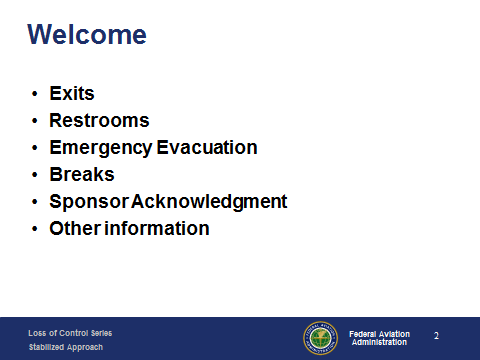 Welcome
• Exits
• Restrooms
• Emergency Evacuation
• Breaks
• Sponsor Acknowledgment
• Other information
Loss of Control Series
Stabilized Approach
Federal Aviation
Administration
2